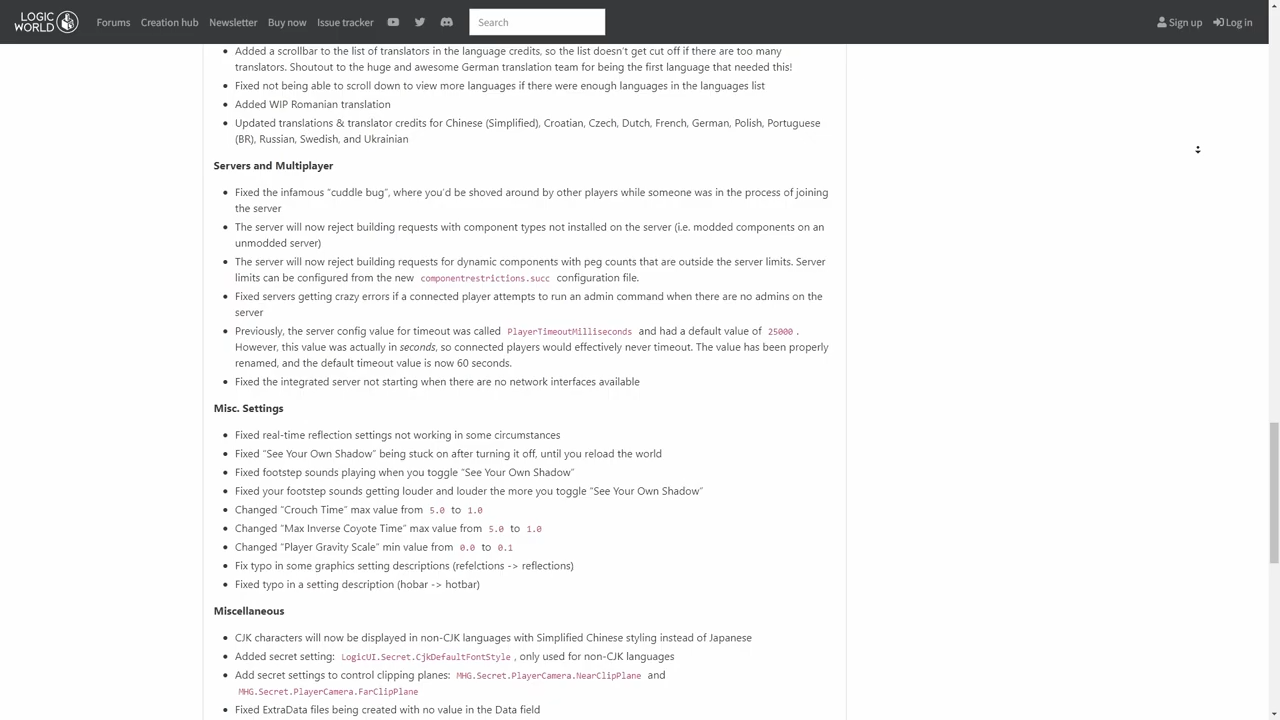 LOGIC
WORLD
Forums Creation hub Newsletter Buy now Issue tracker Search Sign up Log in
Added a scrollbar to the list of translators in the language credits, so the list doesn't get cut off if there are too many
translators. Shoutout to the huge and awesome German translation team for being the first language that needed this!
Fixed not being able to scroll down to view more languages if there were enough languages in the languages list
Added WIP Romanian translation
Updated translations & translator credits for Chinese (Simplified), Croatian, Czech, Dutch, French, German, Polish, Portuguese
(BR), Russian, Swedish, and Ukrainian
Servers and Multiplayer
Fixed the infamous “cuddle bug”, where you’d be shoved around by other players while someone was in the process of joining
the server
The server will now reject building requests with component types not installed on the server (i.e. modded components on an
unmodded server)
The server will now reject building requests for dynamic components with peg counts that are outside the server limits. Server
limits can be configured from the new componentrestrictions.succ configuration file.
Fixed servers getting crazy errors if a connected player attempts to run an admin command when there are no admins on the
server
Previously, the server config value for timeout was called PlayerTimeoutMilliseconds and had a default value of 25000.
However, this value was actually in seconds, so connected players would effectively never timeout. The value has been properly
renamed, and the default timeout value is now 60 seconds.
Fixed the integrated server not starting when there are no network interfaces available
Misc. Settings
Fixed real-time reflection settings not working in some circumstances
Fixed “See Your Own Shadow” being stuck on after turning it off, until you reload the world
Fixed footstep sounds playing when you toggle “See Your Own Shadow”
Fixed your footstep sounds getting louder and louder the more you toggle “See Your Own Shadow”
Changed “Crouch Time” max value from 5.0 to 1.0
Changed “Max Inverse Coyote Time” max value from 5.0 to 1.0
Changed “Player Gravity Scale” min value from 0.0 to 0.1
Fix typo in some graphics setting descriptions (refelctions -> reflections)
Fixed typo in a setting description (hobar -> hotbar)
Miscellaneous
CJK characters will now be displayed in non-CJK languages with Simplified Chinese styling instead of Japanese
Added secret setting: LogicUI.Secret.CjkDefaultFontStyle, only used for non-CJK languages
Add secret settings to control clipping planes: MHG.Secret.PlayerCamera.NearClipPlane and
MHG.Secret.PlayerCamera.FarClipPlane
Fixed ExtraData files being created with no value in the Data field